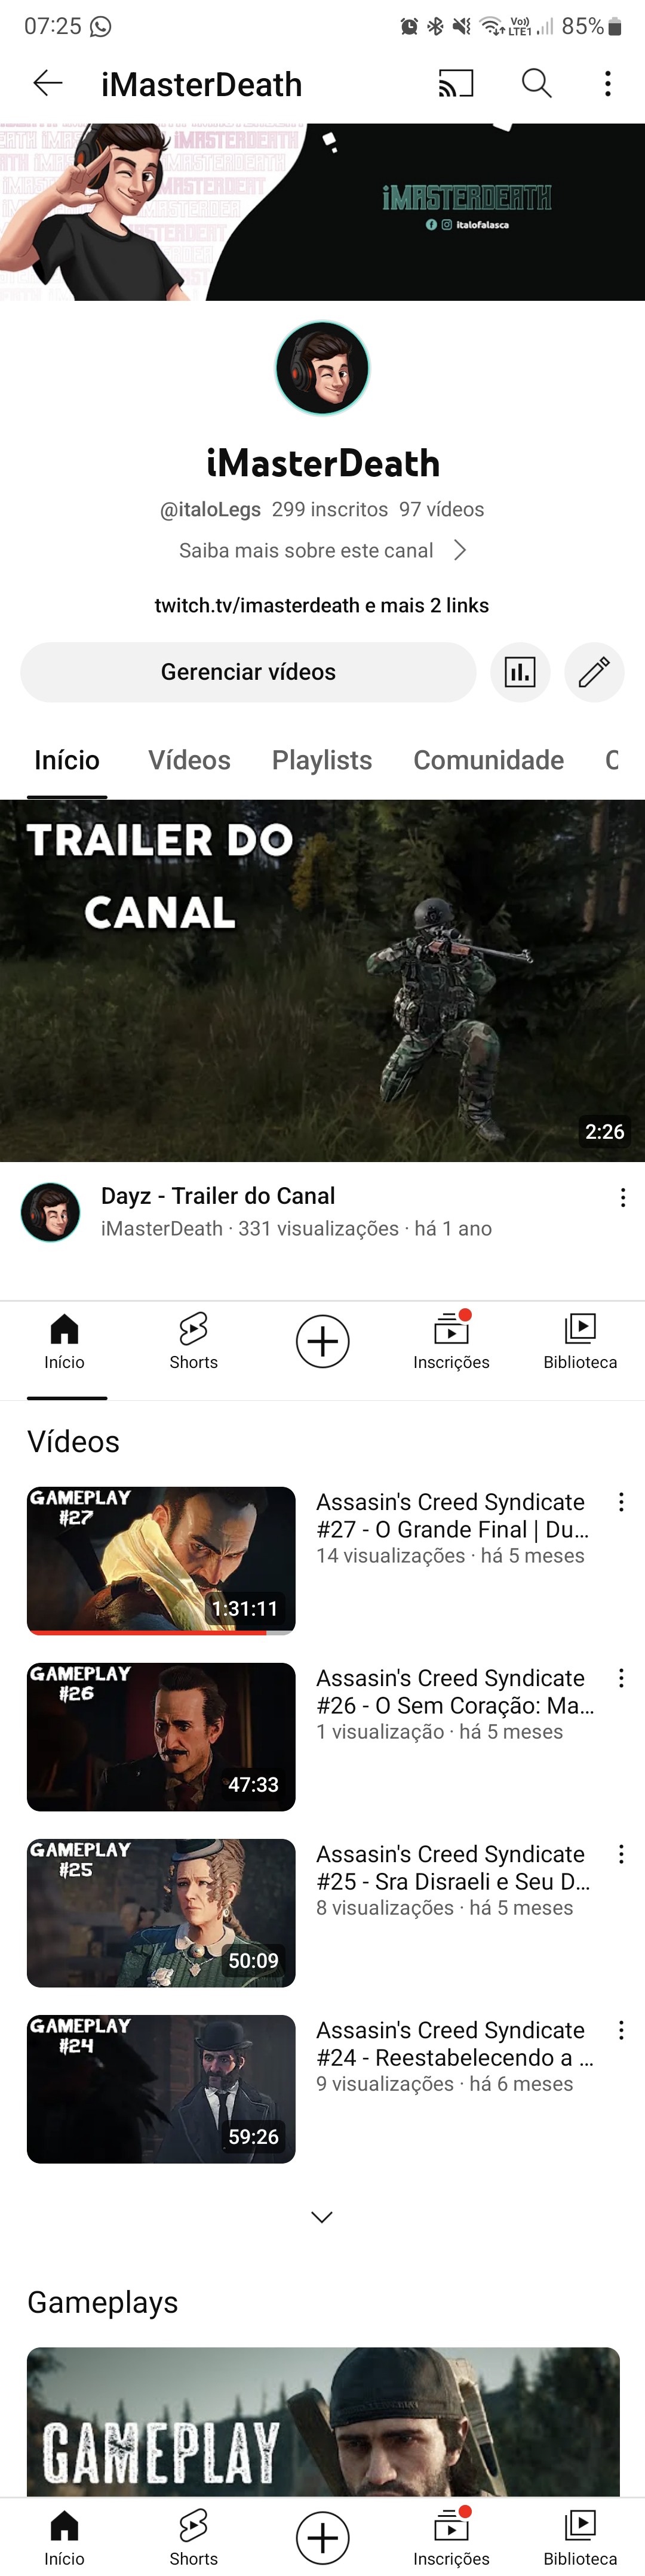 07:25
Vo)) LTE1 85%
iMasterDeath
iMASTERDEATH
italofalasca
iMasterDeath
@italoLegs 299 inscritos 97 vídeos
Saiba mais sobre este canal
twitch.tv/imasterdeath e mais 2 links
Gerenciar vídeos
Início Vídeos Playlists Comunidade
TRAILER DO
CANAL
2:26
Dayz - Trailer do Canal
iMasterDeath · 331 visualizações · há 1 ano
Início Shorts Inscrições Biblioteca
Vídeos
GAMEPLAY
#27
1:31:11
Assasin's Creed Syndicate
#27 - O Grande Final | Du...
14 visualizações · há 5 meses
GAMEPLAY
#26
47:33
Assasin's Creed Syndicate
#26 - O Sem Coração: Ma...
1 visualização · há 5 meses
GAMEPLAY
#25
50:09
Assasin's Creed Syndicate
#25 - Sra Disraeli e Seu D...
8 visualizações · há 5 meses
GAMEPLAY
#24
59:26
Assasin's Creed Syndicate
#24 - Reestabelecendo a ...
9 visualizações · há 6 meses
Gameplays
GAMEPLAY
Início Shorts Inscrições Biblioteca